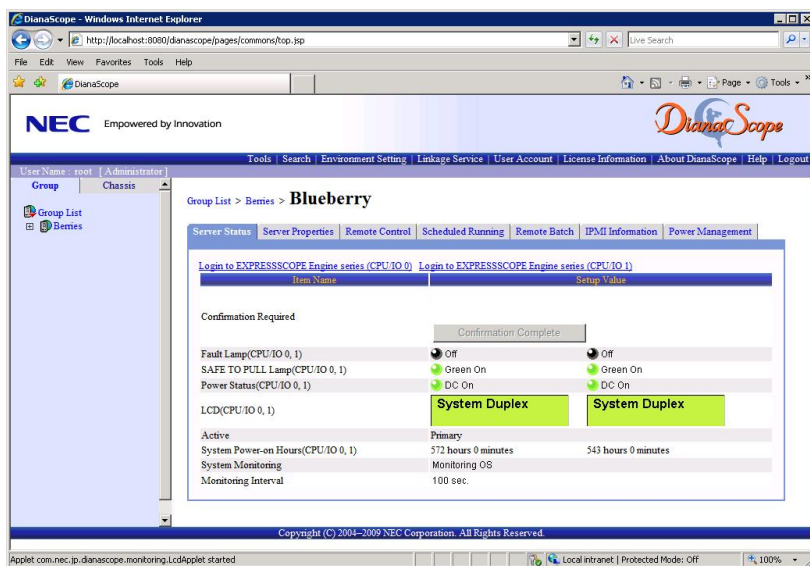 DianaScope - Windows Internet Explorer
http://localhost:8080/dianascope/pages/commons/top.jsp
Live Search
File Edit View Favorites Tools Help
DianaScope
Page Tools
NEC Empowered by Innovation
DianaScope
Tools | Search | Environment Setting | Linkage Service | User Account | License Information | About DianaScope | Help | Logout
User Name : root [ Administrator ]
Group Chassis
Group List
Berries
Group List > Berries > Blueberry
Server Status Server Properties Remote Control Scheduled Running Remote Batch IPMI Information Power Management
Login to EXPRESSSCOPE Engine series (CPU/IO 0) Login to EXPRESSSCOPE Engine series (CPU/IO 1)
Item Name Setup Value
Confirmation Required
Confirmation Complete
Fault Lamp(CPU/IO 0, 1) Off Off
SAFE TO PULL Lamp(CPU/IO 0, 1) Green On Green On
Power Status(CPU/IO 0, 1) DC On DC On
LCD(CPU/IO 0, 1) System Duplex System Duplex
Active Primary
System Power-on Hours(CPU/IO 0, 1) 572 hours 0 minutes 543 hours 0 minutes
System Monitoring Monitoring OS
Monitoring Interval 100 sec.
Copyright (C) 2004-2009 NEC Corporation. All Rights Reserved.
Applet com.nec.jp.dianascope.monitoring.LcdApplet started Local intranet | Protected Mode: Off 100%